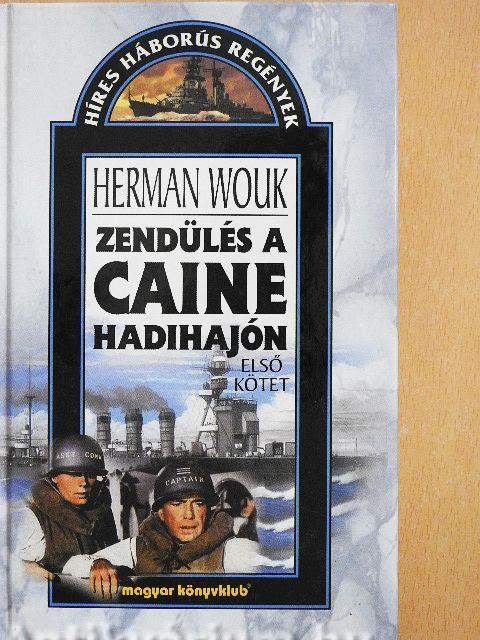 HÍRES HÁBORÚS REGÉNYEK
HERMAN WOUK
ZENDÜLÉS A
CAINE
HADIHAJÓN
ELSŐ
KÖTET
CAPTAIN
magyar könyvklub